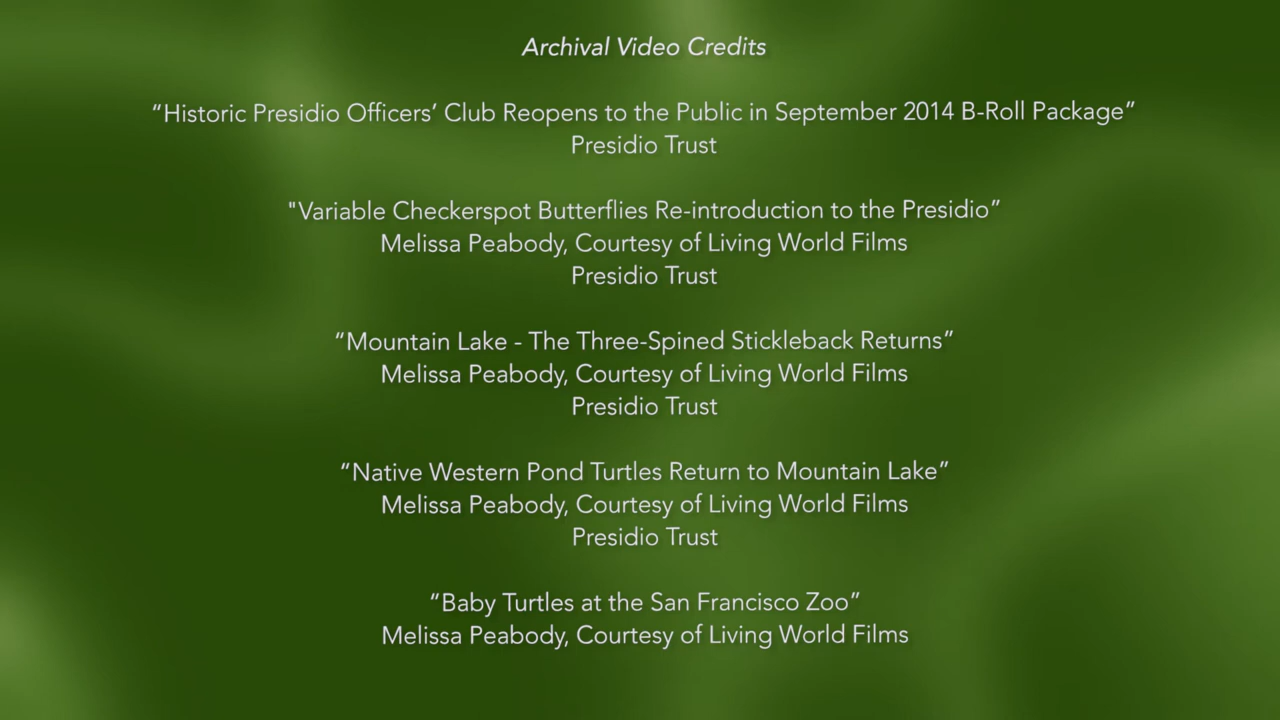 Archival Video Credits
“Historic Presidio Officers’ Club Reopens to the Public in September 2014 B-Roll Package”
Presidio Trust
"Variable Checkerspot Butterflies Re-introduction to the Presidio”
Melissa Peabody, Courtesy of Living World Films
Presidio Trust
“Mountain Lake - The Three-Spined Stickleback Returns”
Melissa Peabody, Courtesy of Living World Films
Presidio Trust
“Native Western Pond Turtles Return to Mountain Lake”
Melissa Peabody, Courtesy of Living World Films
Presidio Trust
“Baby Turtles at the San Francisco Zoo”
Melissa Peabody, Courtesy of Living World Films